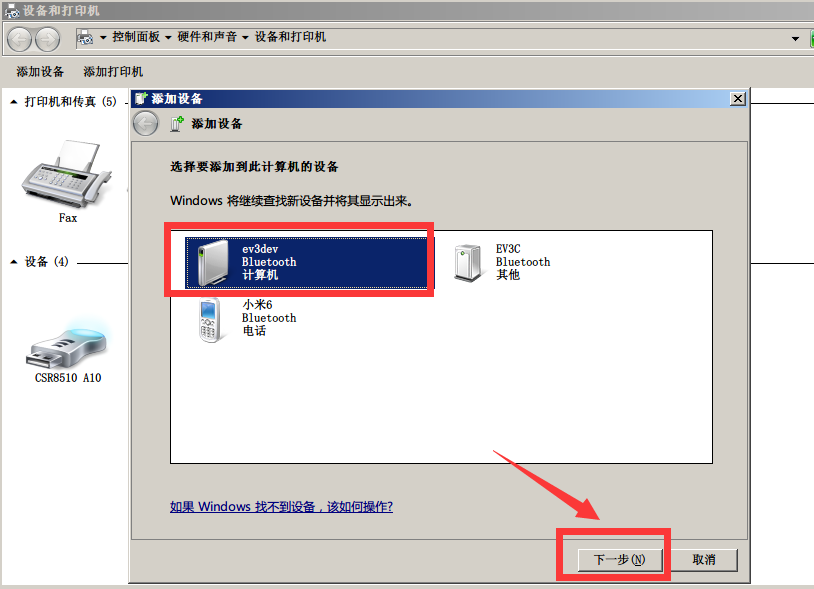 设备和打印机
控制面板 硬件和声音 设备和打印机
添加设备 添加打印机
打印机和传真 (5)
Fax
设备 (4)
CSR8510 A10
添加设备
添加设备
选择要添加到此计算机的设备
Windows 将继续查找新设备并将其显示出来。
ev3dev
Bluetooth
计算机
EV3C
Bluetooth
其他
小米6
Bluetooth
电话
如果 Windows 找不到设备，该如何操作?
下一步(N) 取消